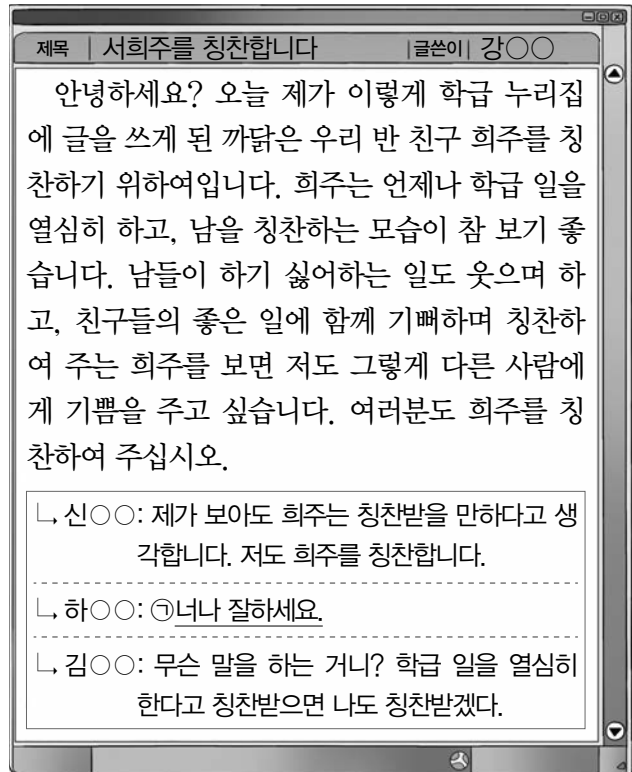 제목 | 서희주를 칭찬합니다 |글쓴이| 강○○
안녕하세요? 오늘 제가 이렇게 학급 누리집
에 글을 쓰게 된 까닭은 우리 반 친구 희주를 칭
찬하기 위하여입니다. 희주는 언제나 학급 일을
열심히 하고, 남을 칭찬하는 모습이 참 보기 좋
습니다. 남들이 하기 싫어하는 일도 웃으며 하
고, 친구들의 좋은 일에 함께 기뻐하며 칭찬하
여 주는 희주를 보면 저도 그렇게 다른 사람에
게 기쁨을 주고 싶습니다. 여러분도 희주를 칭
찬하여 주십시오.
신○○: 제가 보아도 희주는 칭찬받을 만하다고 생
각합니다. 저도 희주를 칭찬합니다.
하○○: ㉠너나 잘하세요.
김○○: 무슨 말을 하는 거니? 학급 일을 열심히
한다고 칭찬받으면 나도 칭찬받겠다.